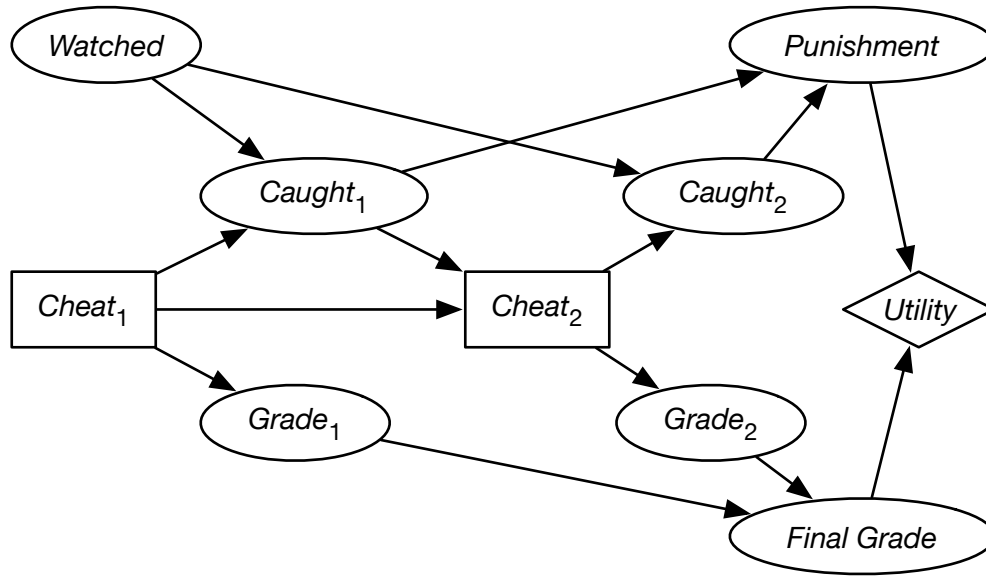 Watched
Punishment
Caught₁
Caught₂
Cheat₁
Cheat₂
Utility
Grade₁
Grade₂
Final Grade